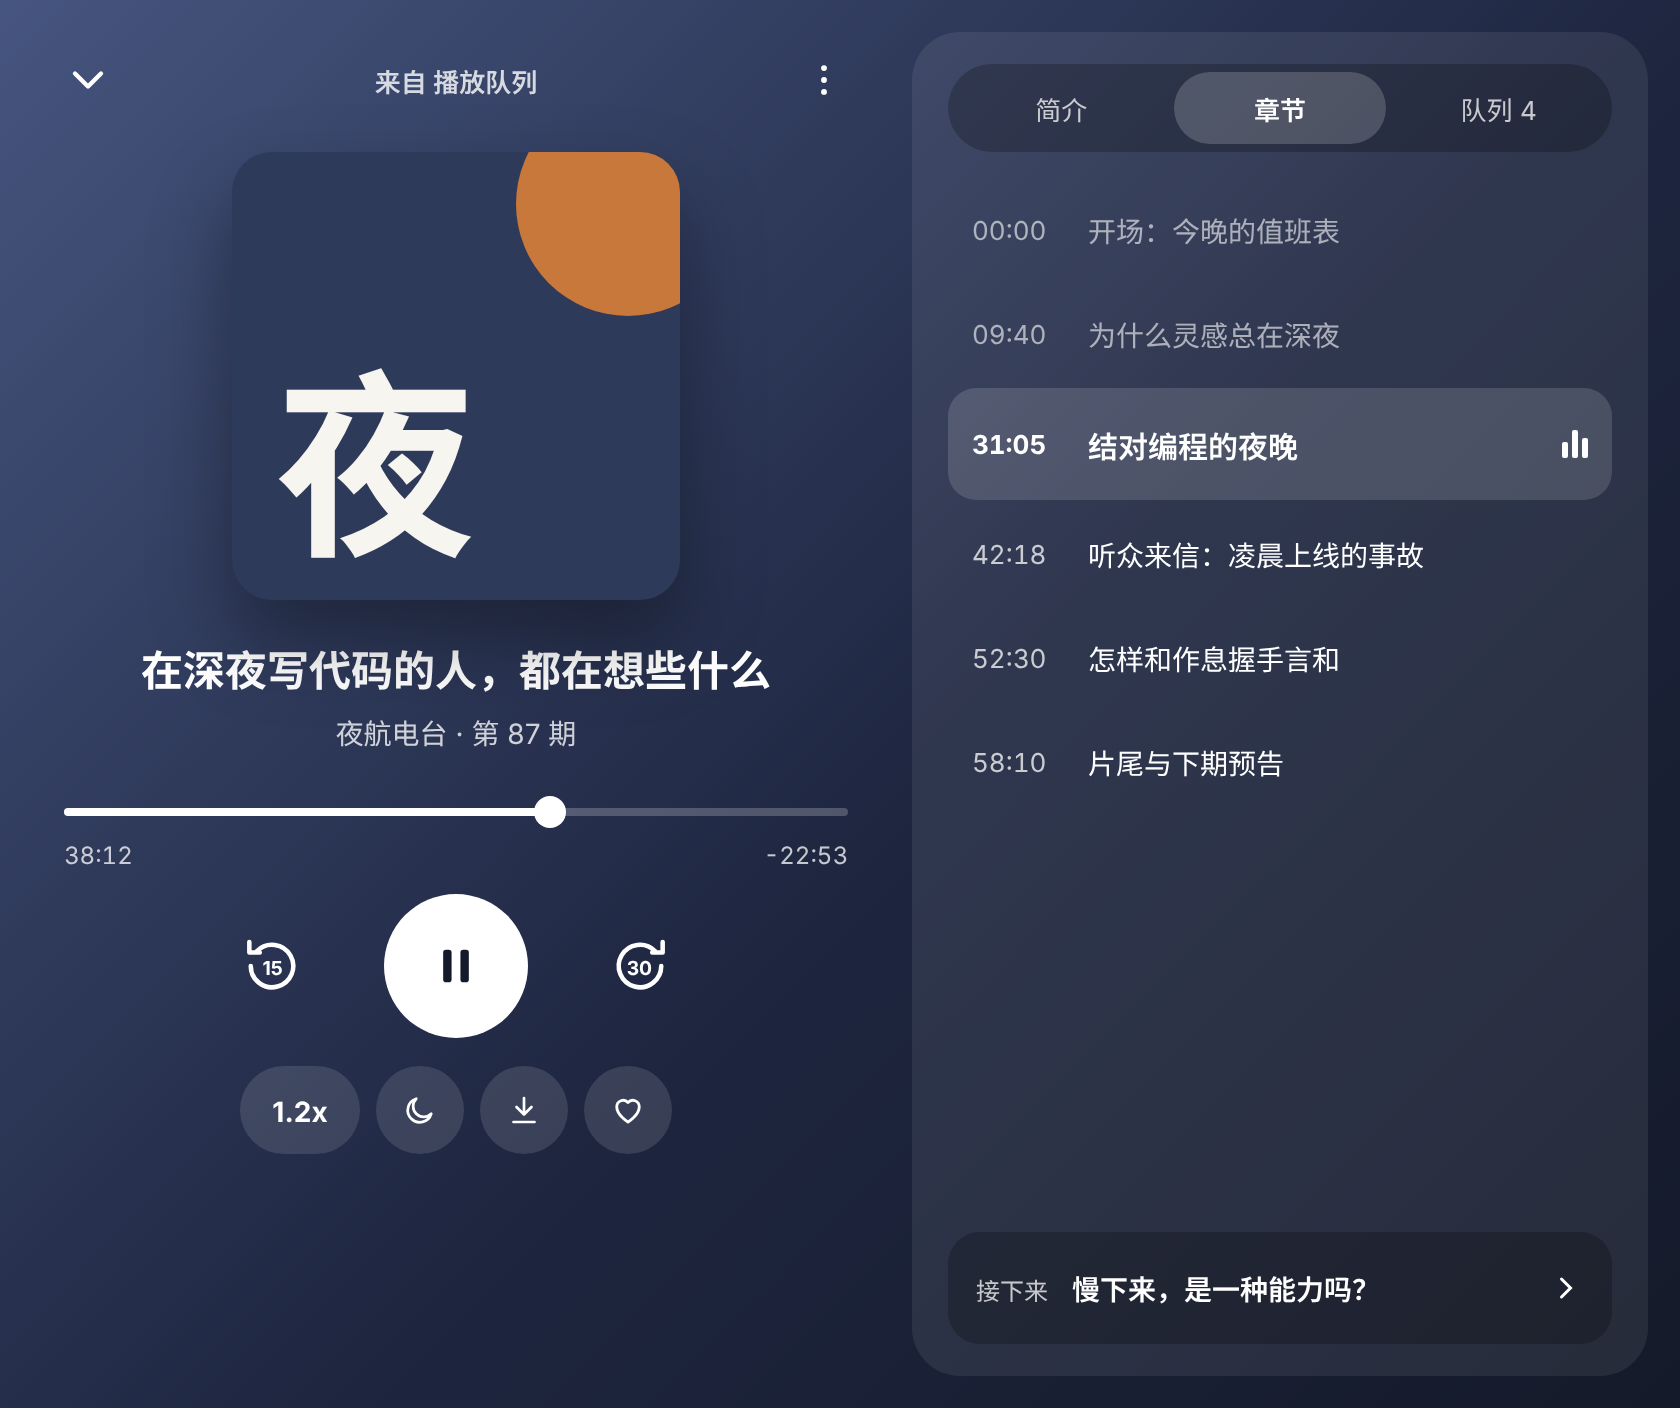 来自 播放队列
夜
在深夜写代码的人，都在想些什么
夜航电台 · 第 87 期
38:12
-22:53
15
30
1.2x
简介
章节
队列 4
00:00 开场：今晚的值班表
09:40 为什么灵感总在深夜
31:05 结对编程的夜晚
42:18 听众来信：凌晨上线的事故
52:30 怎样和作息握手言和
58:10 片尾与下期预告
接下来 慢下来，是一种能力吗？